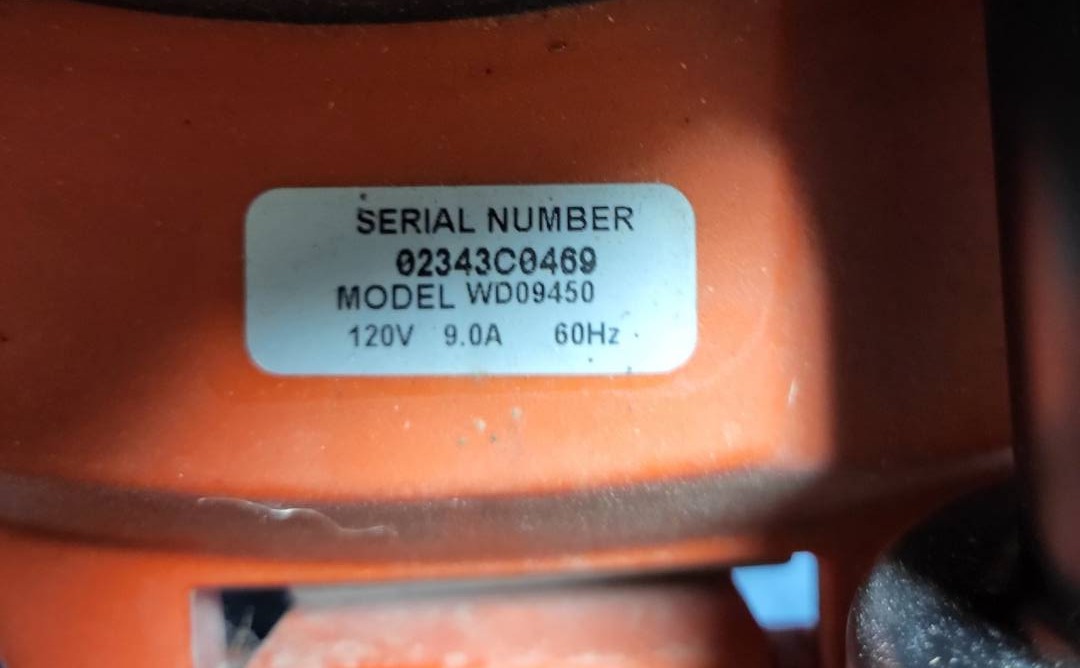 SERIAL NUMBER
02343C0469
MODEL WD09450
120V 9.0A 60Hz